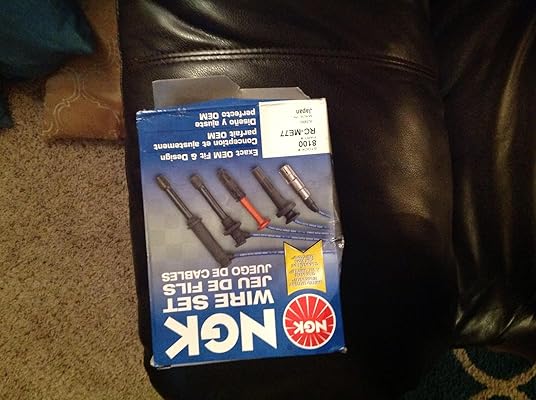 NGK
NGK
WIRE SET
JEU DE FILS
JUEGO DE CABLES
Exact OEM Fit & Design
Conception et ajustement
parfait OEM
Diseño y ajuste
perfecto OEM
8100
RC-ME77
Japan